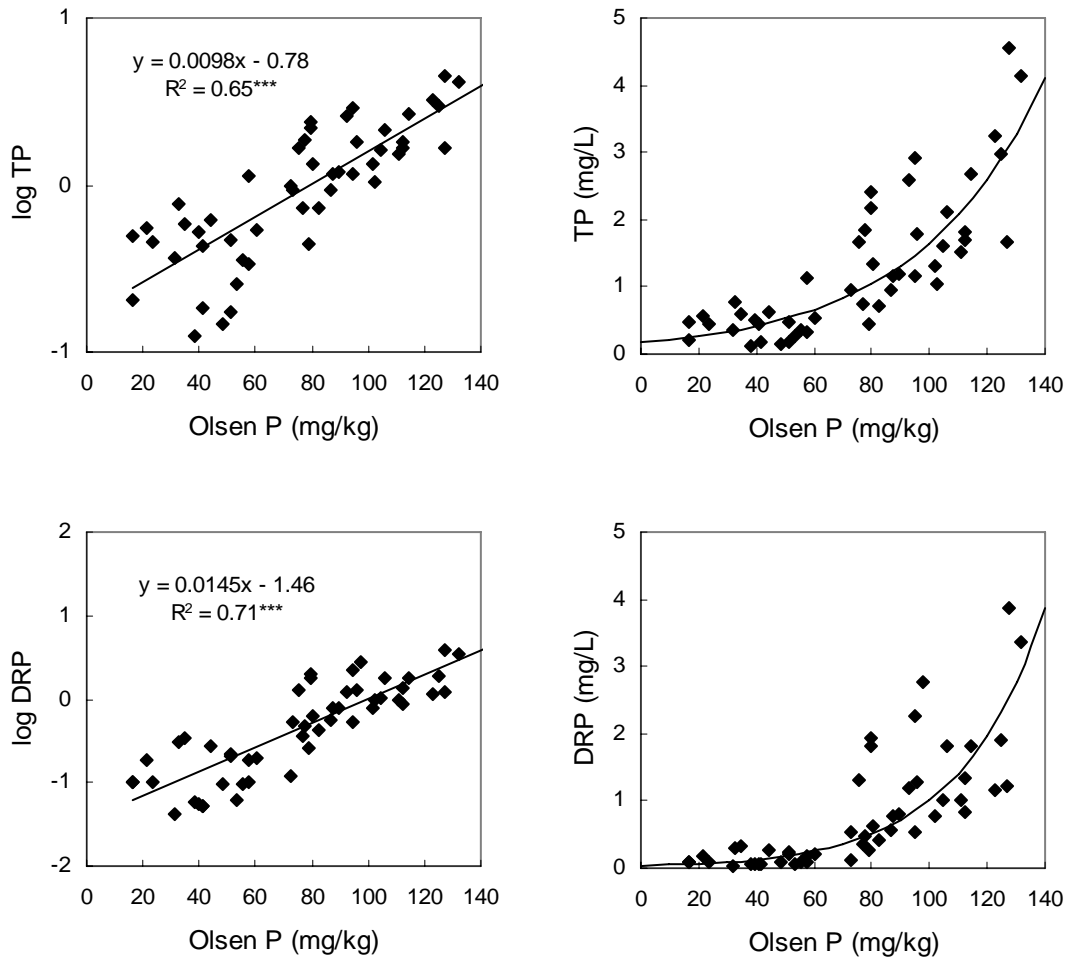 1
y = 0.0098x - 0.78
R² = 0.65***
log TP
0
-1
0 20 40 60 80 100 120 140
Olsen P (mg/kg)
5
4
3
TP (mg/L)
2
1
0
0 20 40 60 80 100 120 140
Olsen P (mg/kg)
2
y = 0.0145x - 1.46
R² = 0.71***
1
log DRP
0
-1
-2
0 20 40 60 80 100 120 140
Olsen P (mg/kg)
5
4
3
DRP (mg/L)
2
1
0
0 20 40 60 80 100 120 140
Olsen P (mg/kg)